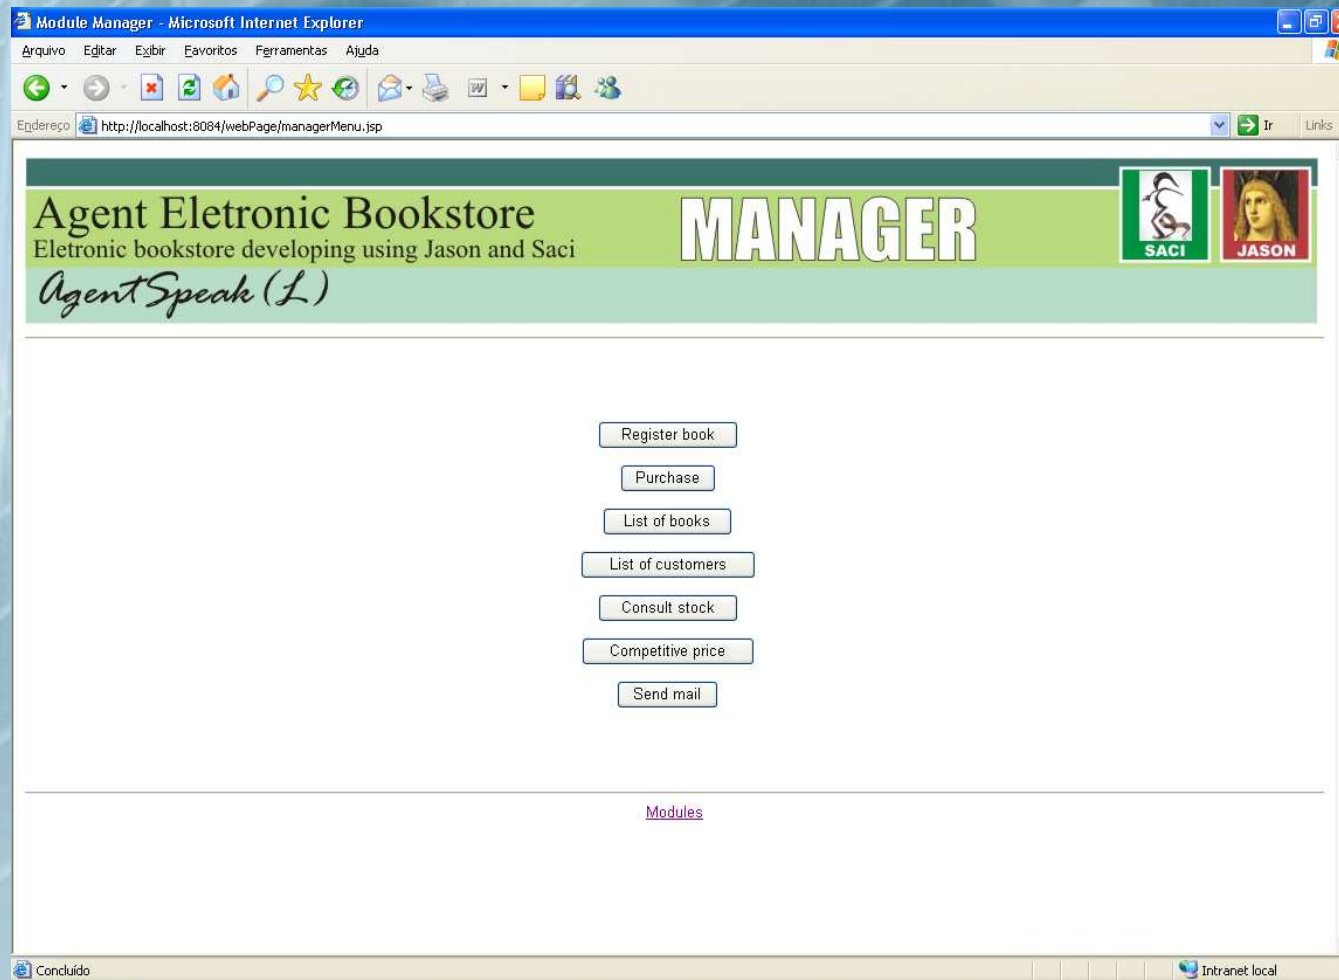 Module Manager - Microsoft Internet Explorer
Arquivo Editar Exibir Favoritos Ferramentas Ajuda
Endereço http://localhost:8084/webPage/managerMenu.jsp Ir Links
Agent Eletronic Bookstore
MANAGER
Eletronic bookstore developing using Jason and Saci
SACI JASON
AgentSpeak (L)
Register book
Purchase
List of books
List of customers
Consult stock
Competitive price
Send mail
Modules
Concluído Intranet local